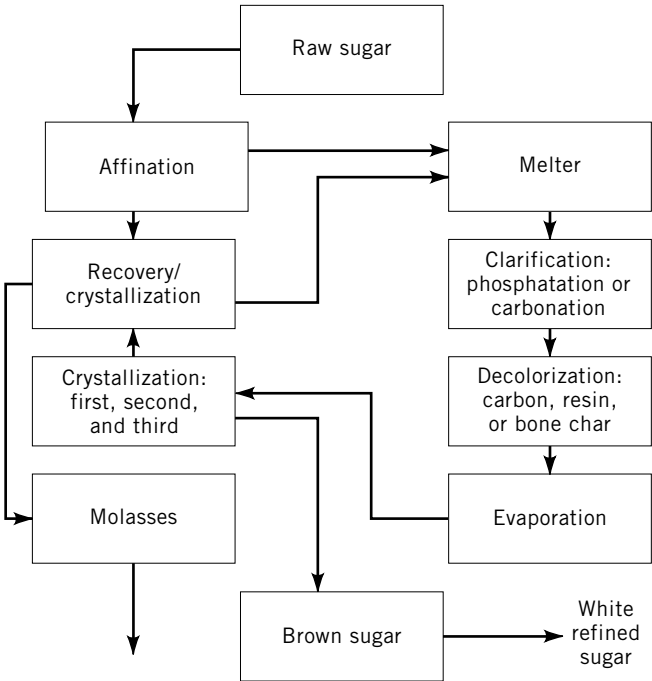 Raw sugar
Affination
Melter
Recovery/
crystallization
Clarification:
phosphatation or
carbonation
Crystallization:
first, second,
and third
Decolorization:
carbon, resin,
or bone char
Molasses
Evaporation
Brown sugar
White
refined
sugar